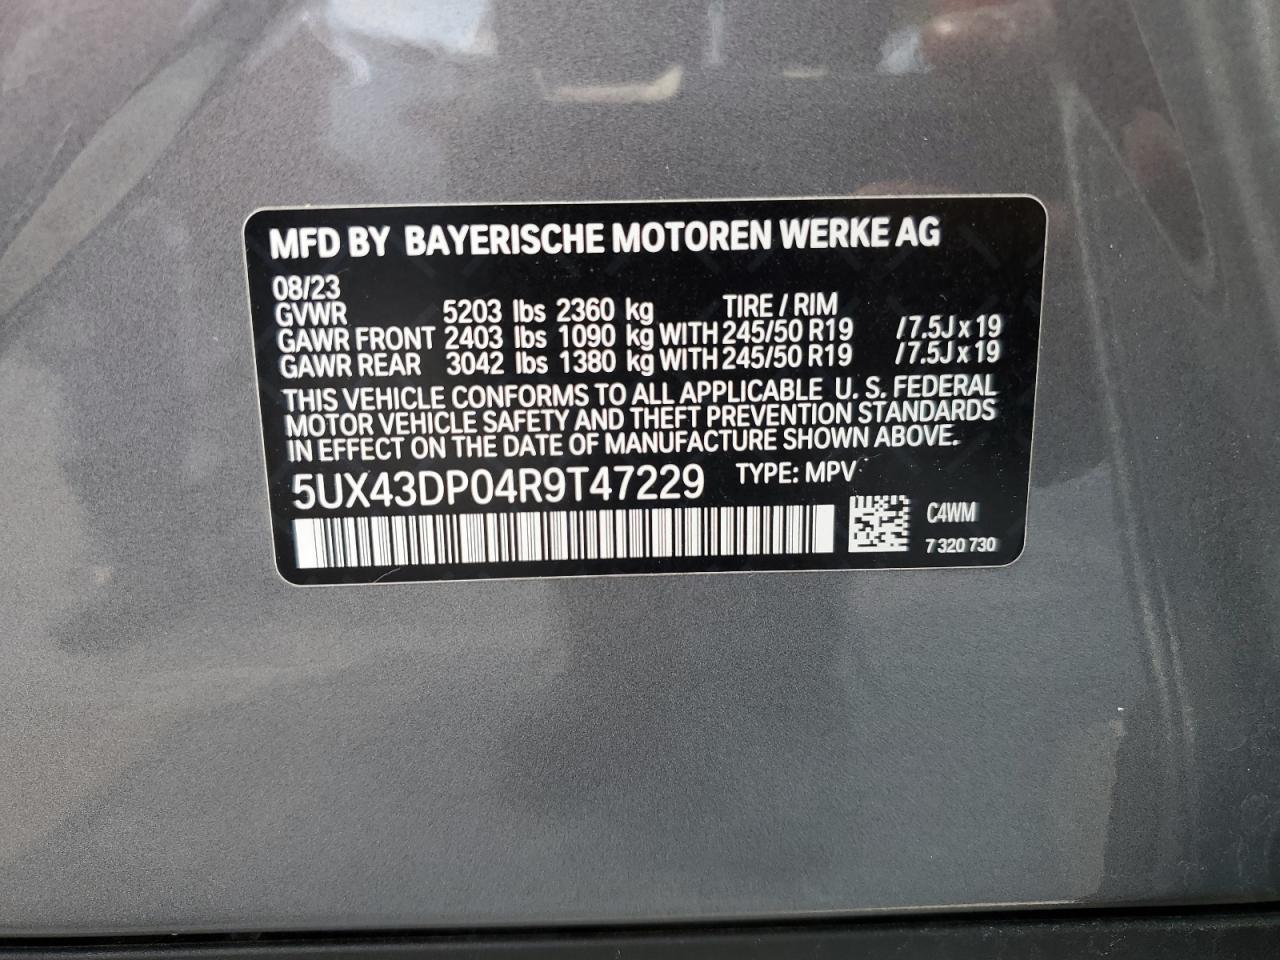 MFD BY BAYERISCHE MOTOREN WERKE AG
08/23
GVWR 5203 lbs 2360 kg TIRE / RIM
GAWR FRONT 2403 lbs 1090 kg WITH 245/50 R19 /7.5J x 19
GAWR REAR 3042 lbs 1380 kg WITH 245/50 R19 /7.5J x 19
THIS VEHICLE CONFORMS TO ALL APPLICABLE U. S. FEDERAL
MOTOR VEHICLE SAFETY AND THEFT PREVENTION STANDARDS
IN EFFECT ON THE DATE OF MANUFACTURE SHOWN ABOVE.
5UX43DP04R9T47229 TYPE: MPV
C4WM
7 320 730